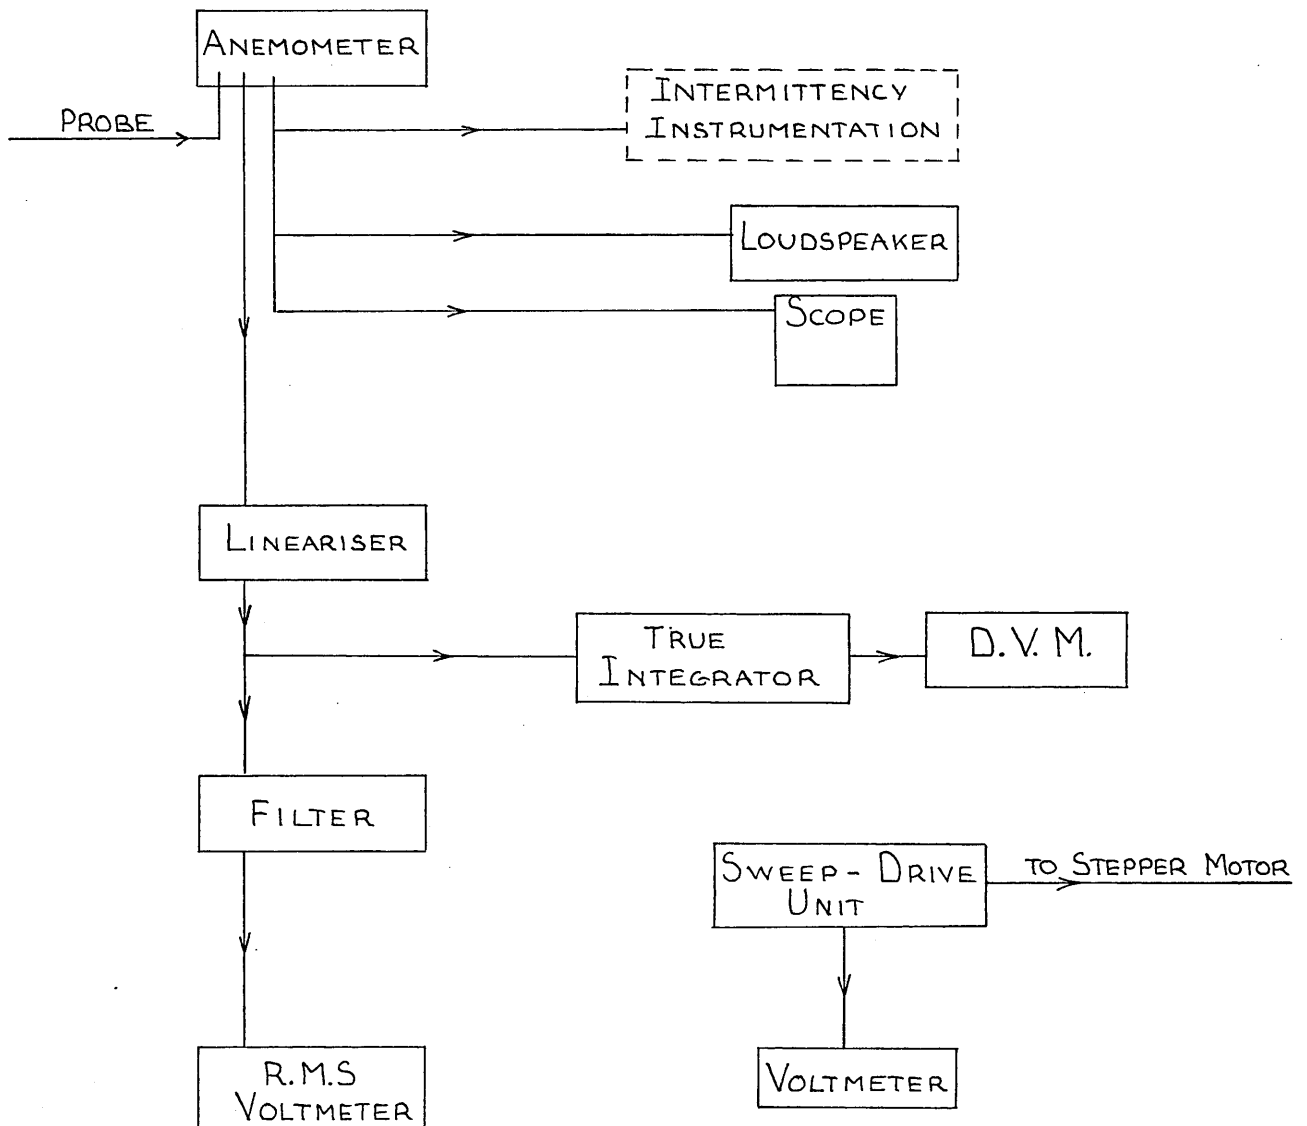 ANEMOMETER
PROBE
INTERMITTENCY
INSTRUMENTATION
LOUDSPEAKER
SCOPE
LINEARISER
TRUE
INTEGRATOR
D.V.M.
FILTER
SWEEP-DRIVE
UNIT
TO STEPPER MOTOR
R.M.S
VOLTMETER
VOLTMETER